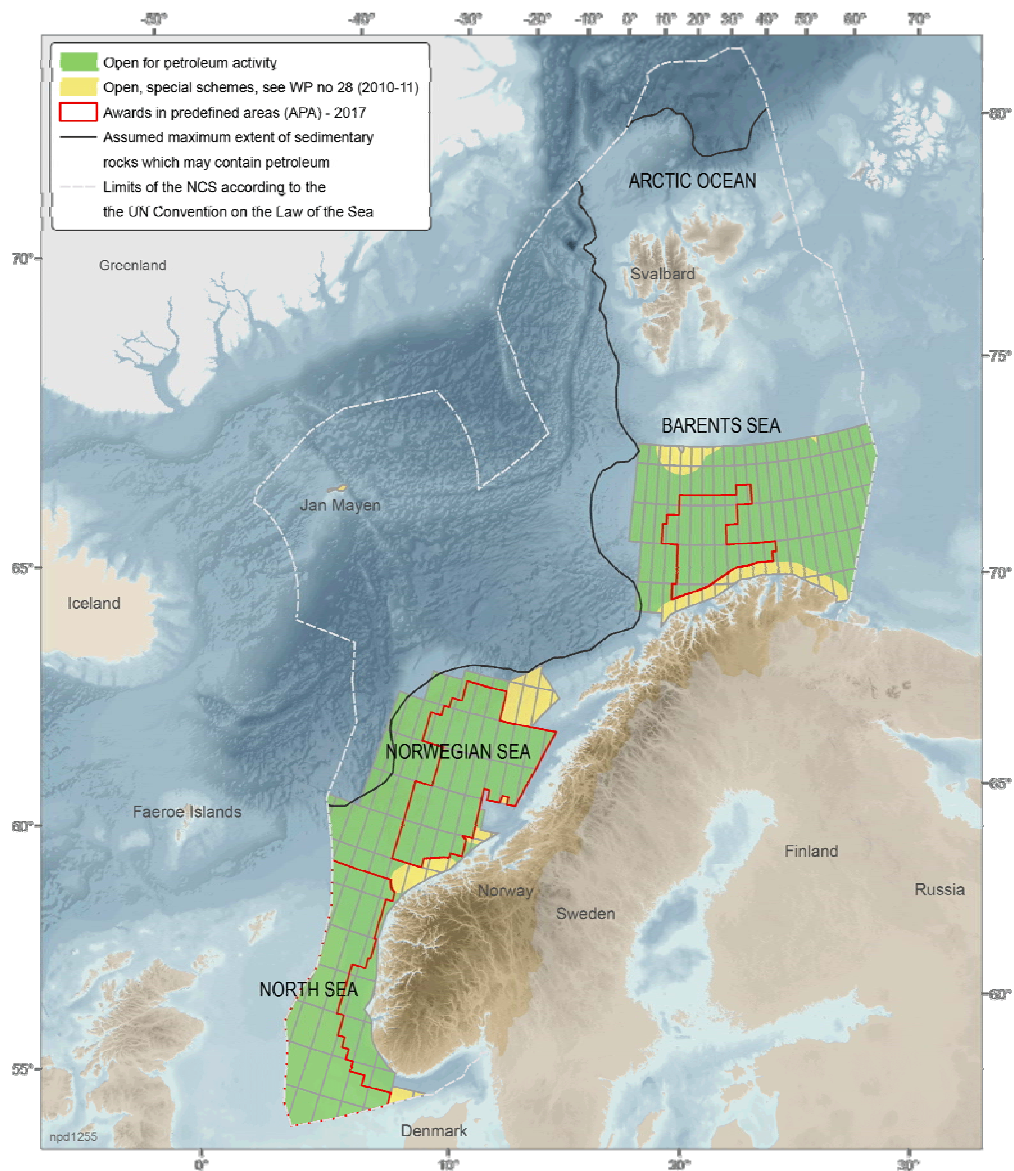 -50° -40° -30° -20° -10° 0° 10° 20° 30° 40° 50° 60° 70°
Open for petroleum activity
Open, special schemes, see WP no 28 (2010-11)
Awards in predefined areas (APA) - 2017
Assumed maximum extent of sedimentary
rocks which may contain petroleum
Limits of the NCS according to the
the UN Convention on the Law of the Sea
80°
ARCTIC OCEAN
70°
Greenland
Svalbard
75°
BARENTS SEA
Jan Mayen
65°
70°
Iceland
NORWEGIAN SEA
65°
Faeroe Islands
60°
Finland
Norway
Russia
Sweden
NORTH SEA
60°
55°
Denmark
npd1255
0° 10° 20° 30°